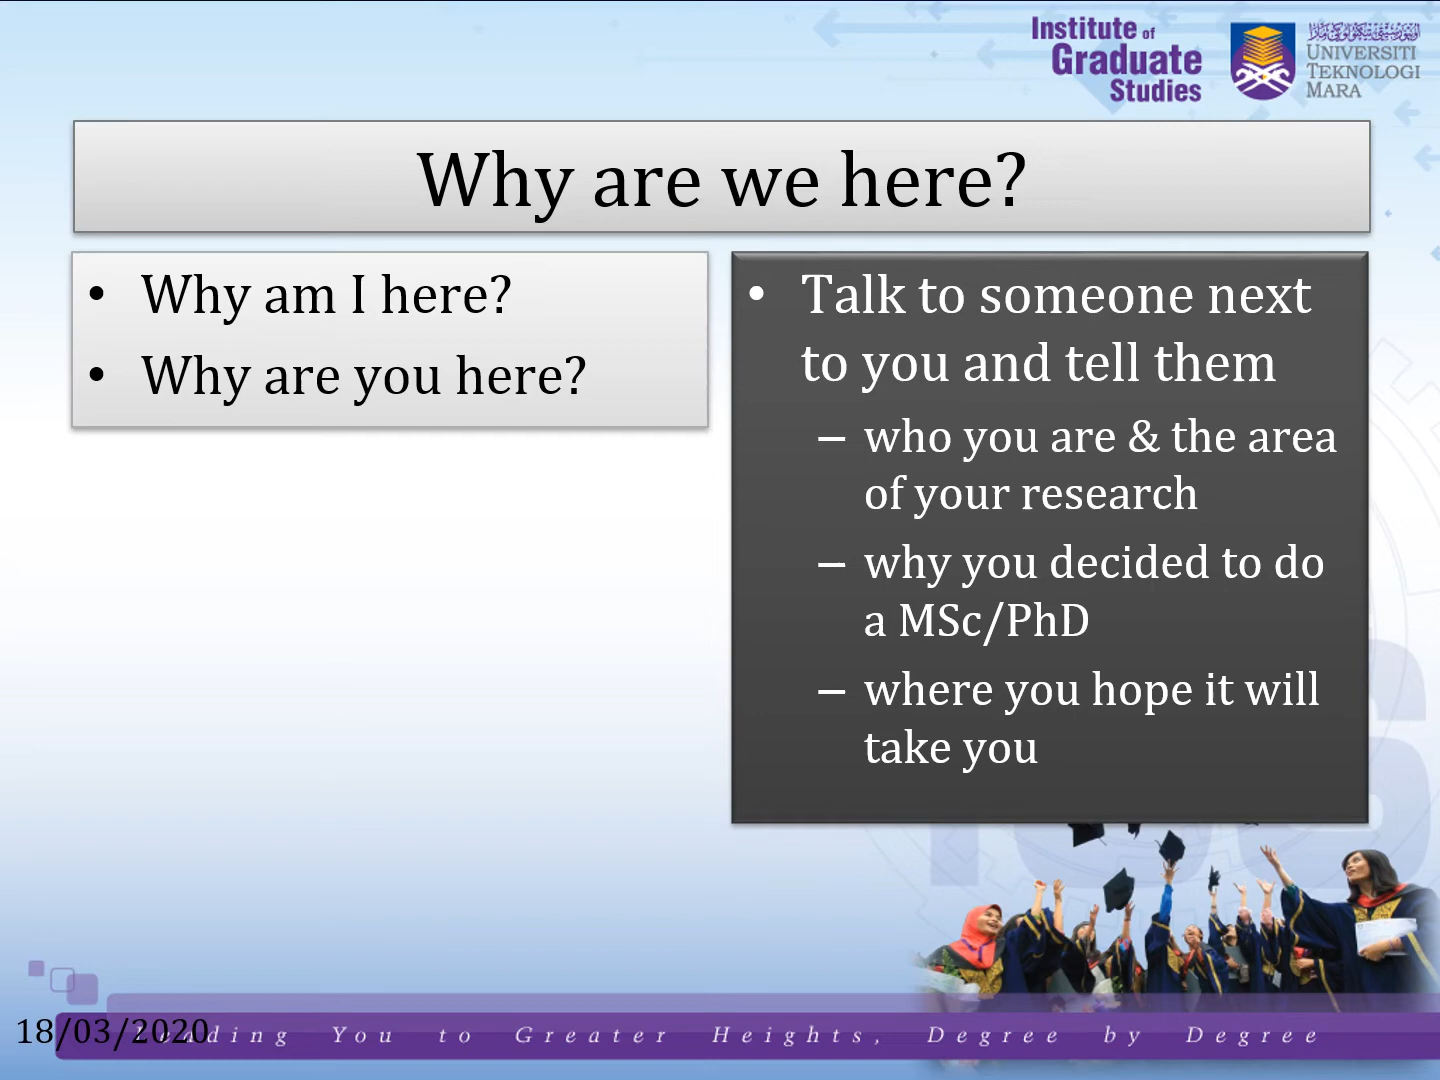 Institute of
Graduate
Studies
UNIVERSITI
TEKNOLOGI
MARA
Why are we here?
• Why am I here?
• Why are you here?
• Talk to someone next
to you and tell them
– who you are & the area
of your research
– why you decided to do
a MSc/PhD
– where you hope it will
take you
18/03/2020
Leading You to Greater Heights, Degree by Degree